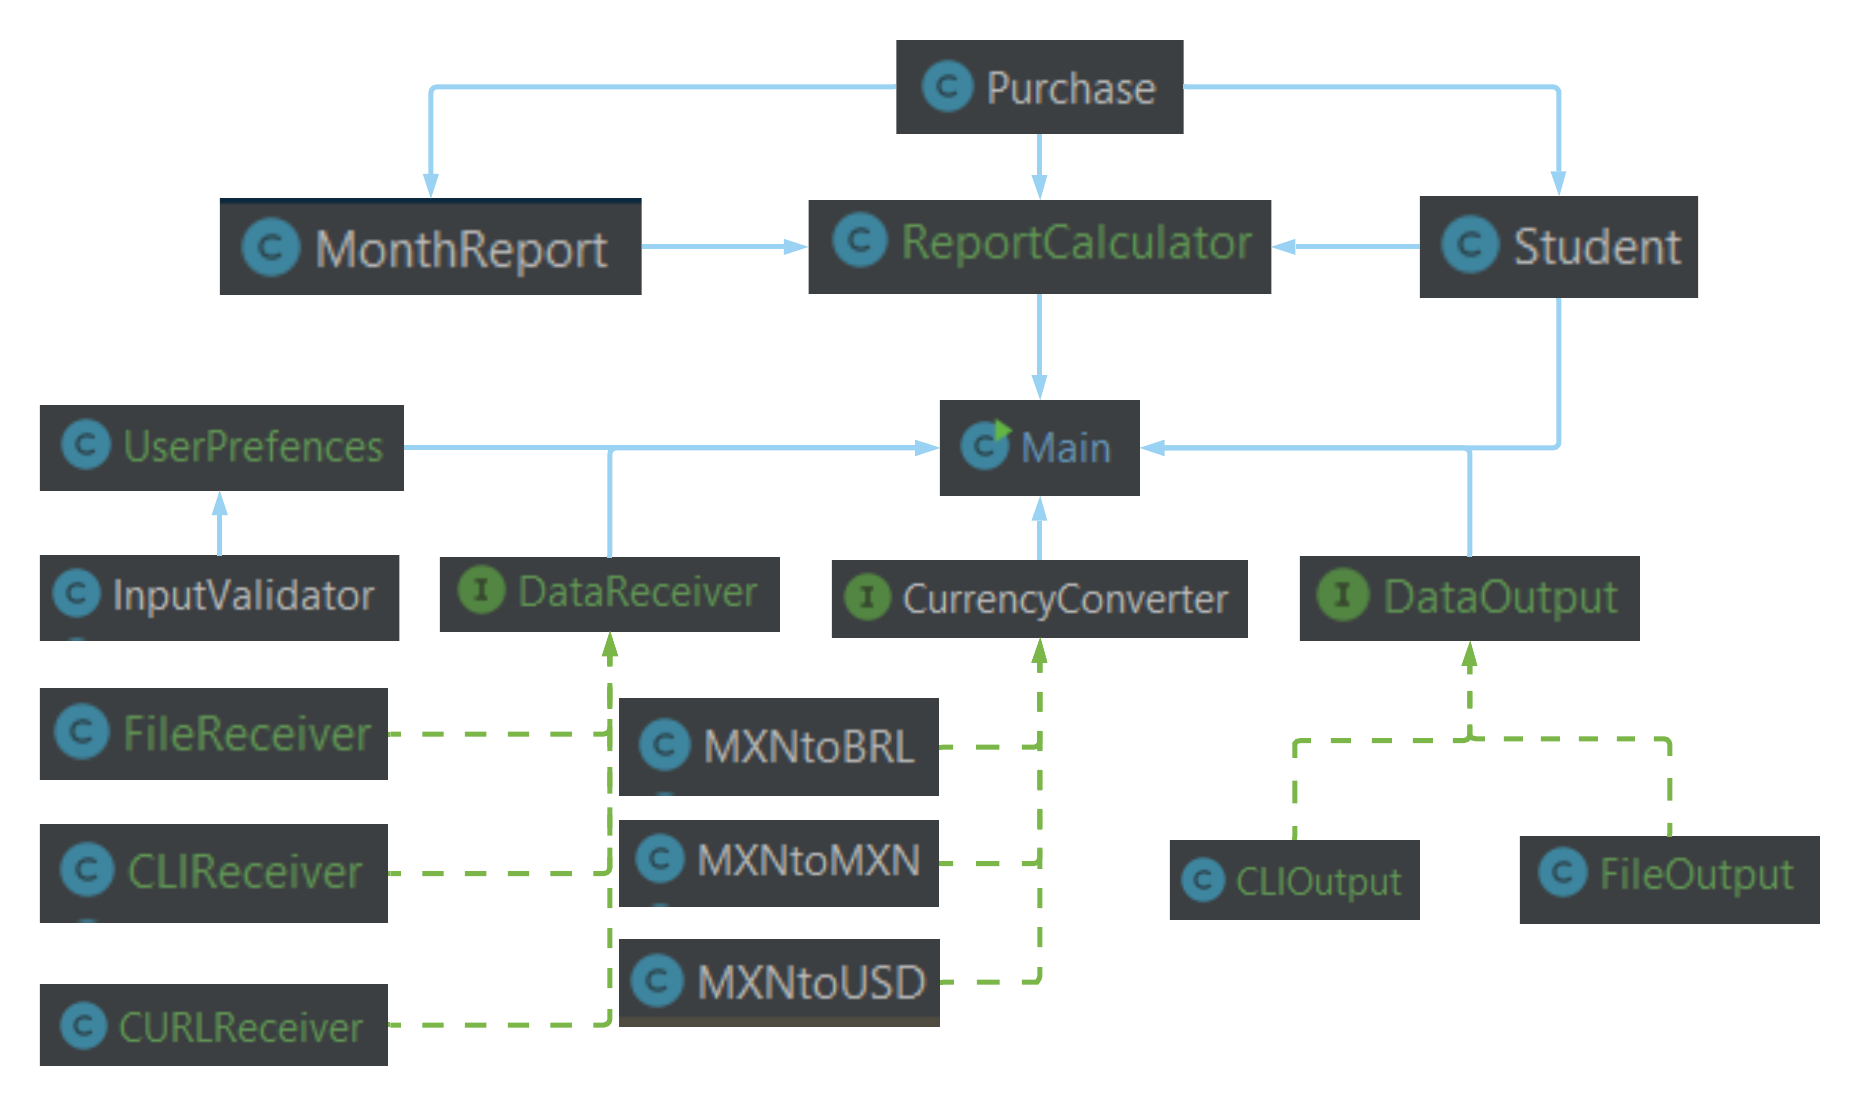 C Purchase
C MonthReport
C ReportCalculator
C Student
C UserPrefences
C Main
C InputValidator
I DataReceiver
I CurrencyConverter
I DataOutput
C FileReceiver
C MXNtoBRL
C CLIReceiver
C MXNtoMXN
C CLIOutput
C FileOutput
C MXNtoUSD
C CURLReceiver